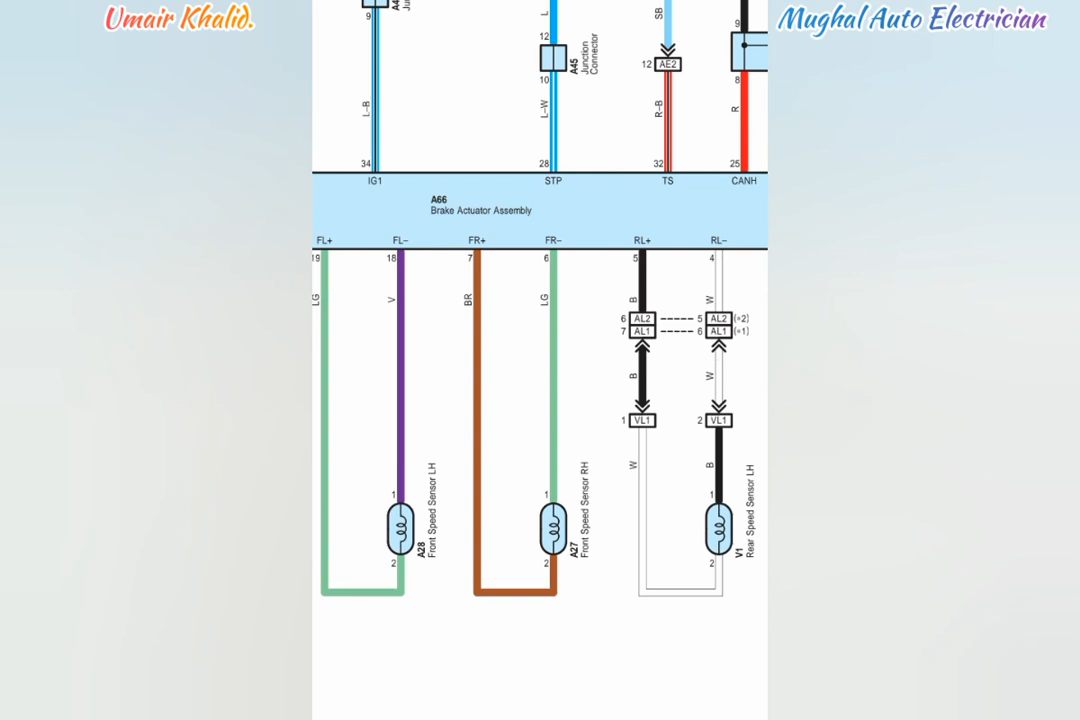 Umair Khalid.
Mughal Auto Electrician
9
L
SB
9
12
A45
Junction
Connector
12
AE2
10
8
L-B
L-W
R-B
R
34
28
32
25
IG1
STP
TS
CANH
A66
Brake Actuator Assembly
FL+
FL-
FR+
FR-
RL+
RL-
19
18
7
6
5
4
LG
V
BR
LG
B
W
6
AL2
5
AL2
(*2)
7
AL1
6
AL1
(*1)
B
W
1
VL1
2
VL1
W
B
1
1
1
A28
Front Speed Sensor LH
A27
Front Speed Sensor RH
V1
Rear Speed Sensor LH
2
2
2